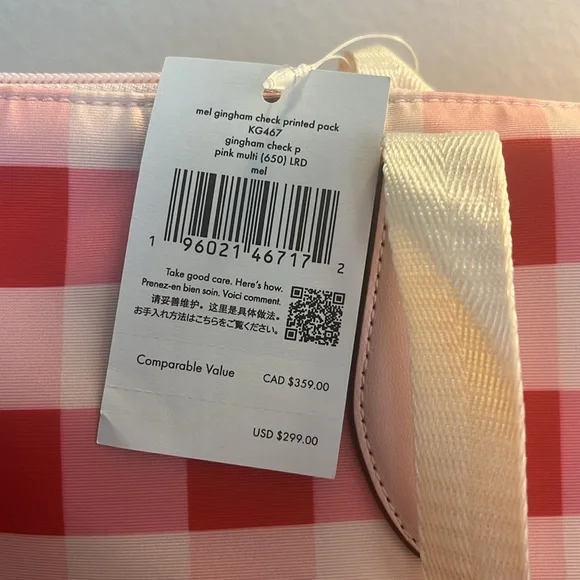 mel gingham check printed pack
KG467
gingham check p
pink multi (650) LRD
mel
1 96021 46717 2
Take good care. Here's how.
Prenez-en bien soin. Voici comment.
请妥善维护。这里是具体做法。
お手入れ方法はこちらをご覧ください。
Comparable Value CAD $359.00
USD $299.00